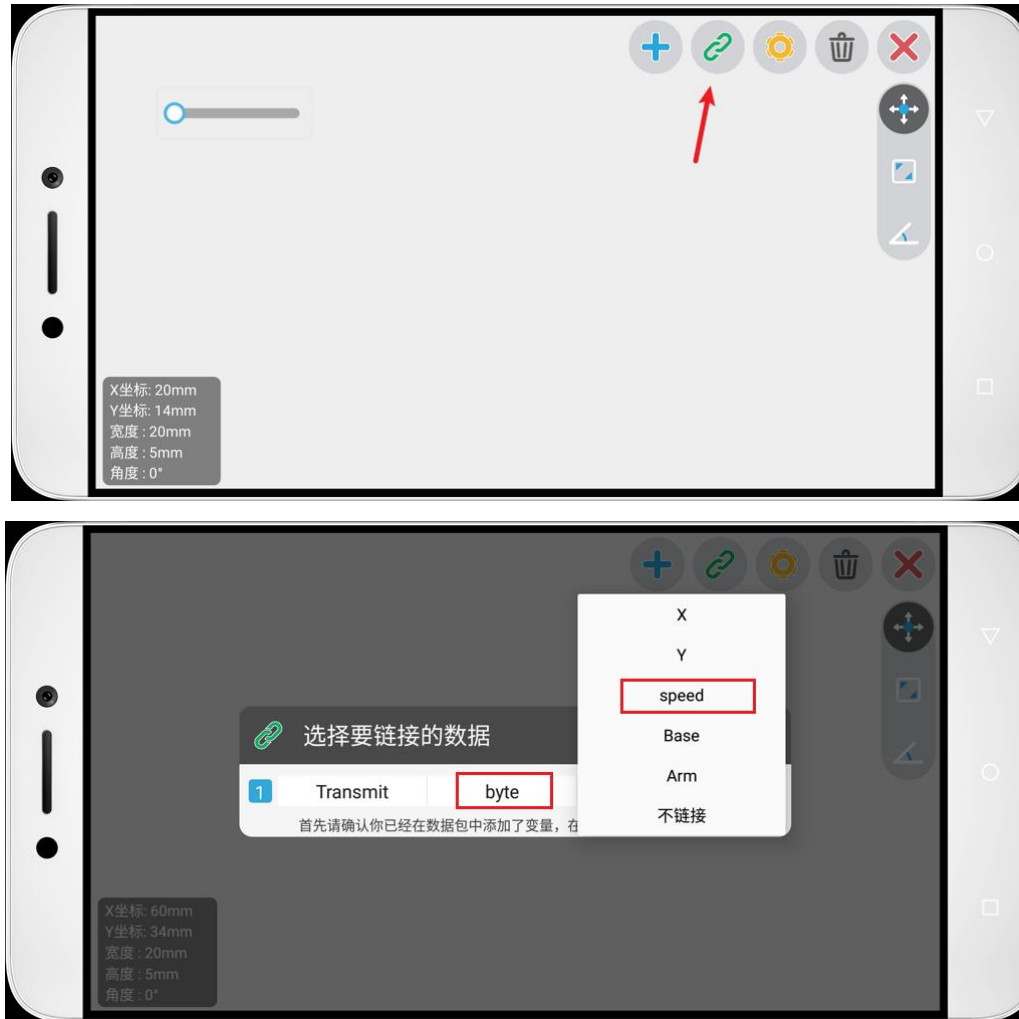 X坐标: 20mm
Y坐标: 14mm
宽度 : 20mm
高度 : 5mm
角度 : 0°
X
Y
speed
Base
Arm
不链接
选择要链接的数据
1 Transmit byte
首先请确认你已经在数据包中添加了变量，在
X坐标: 60mm
Y坐标: 34mm
宽度 : 20mm
高度 : 5mm
角度 : 0°